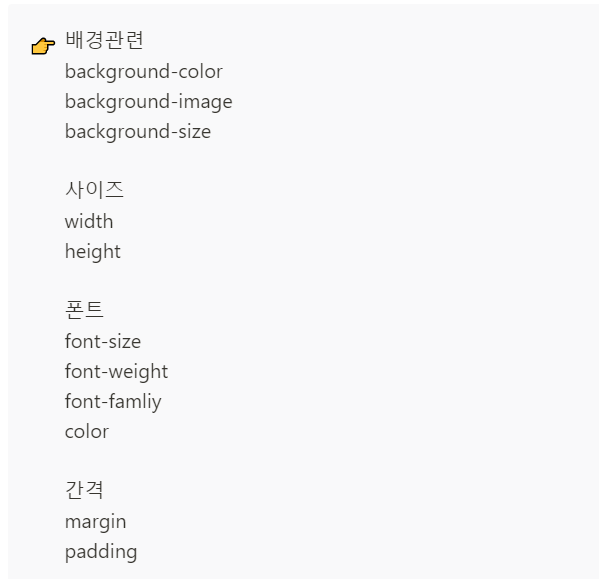 배경관련
background-color
background-image
background-size
사이즈
width
height
폰트
font-size
font-weight
font-famliy
color
간격
margin
padding